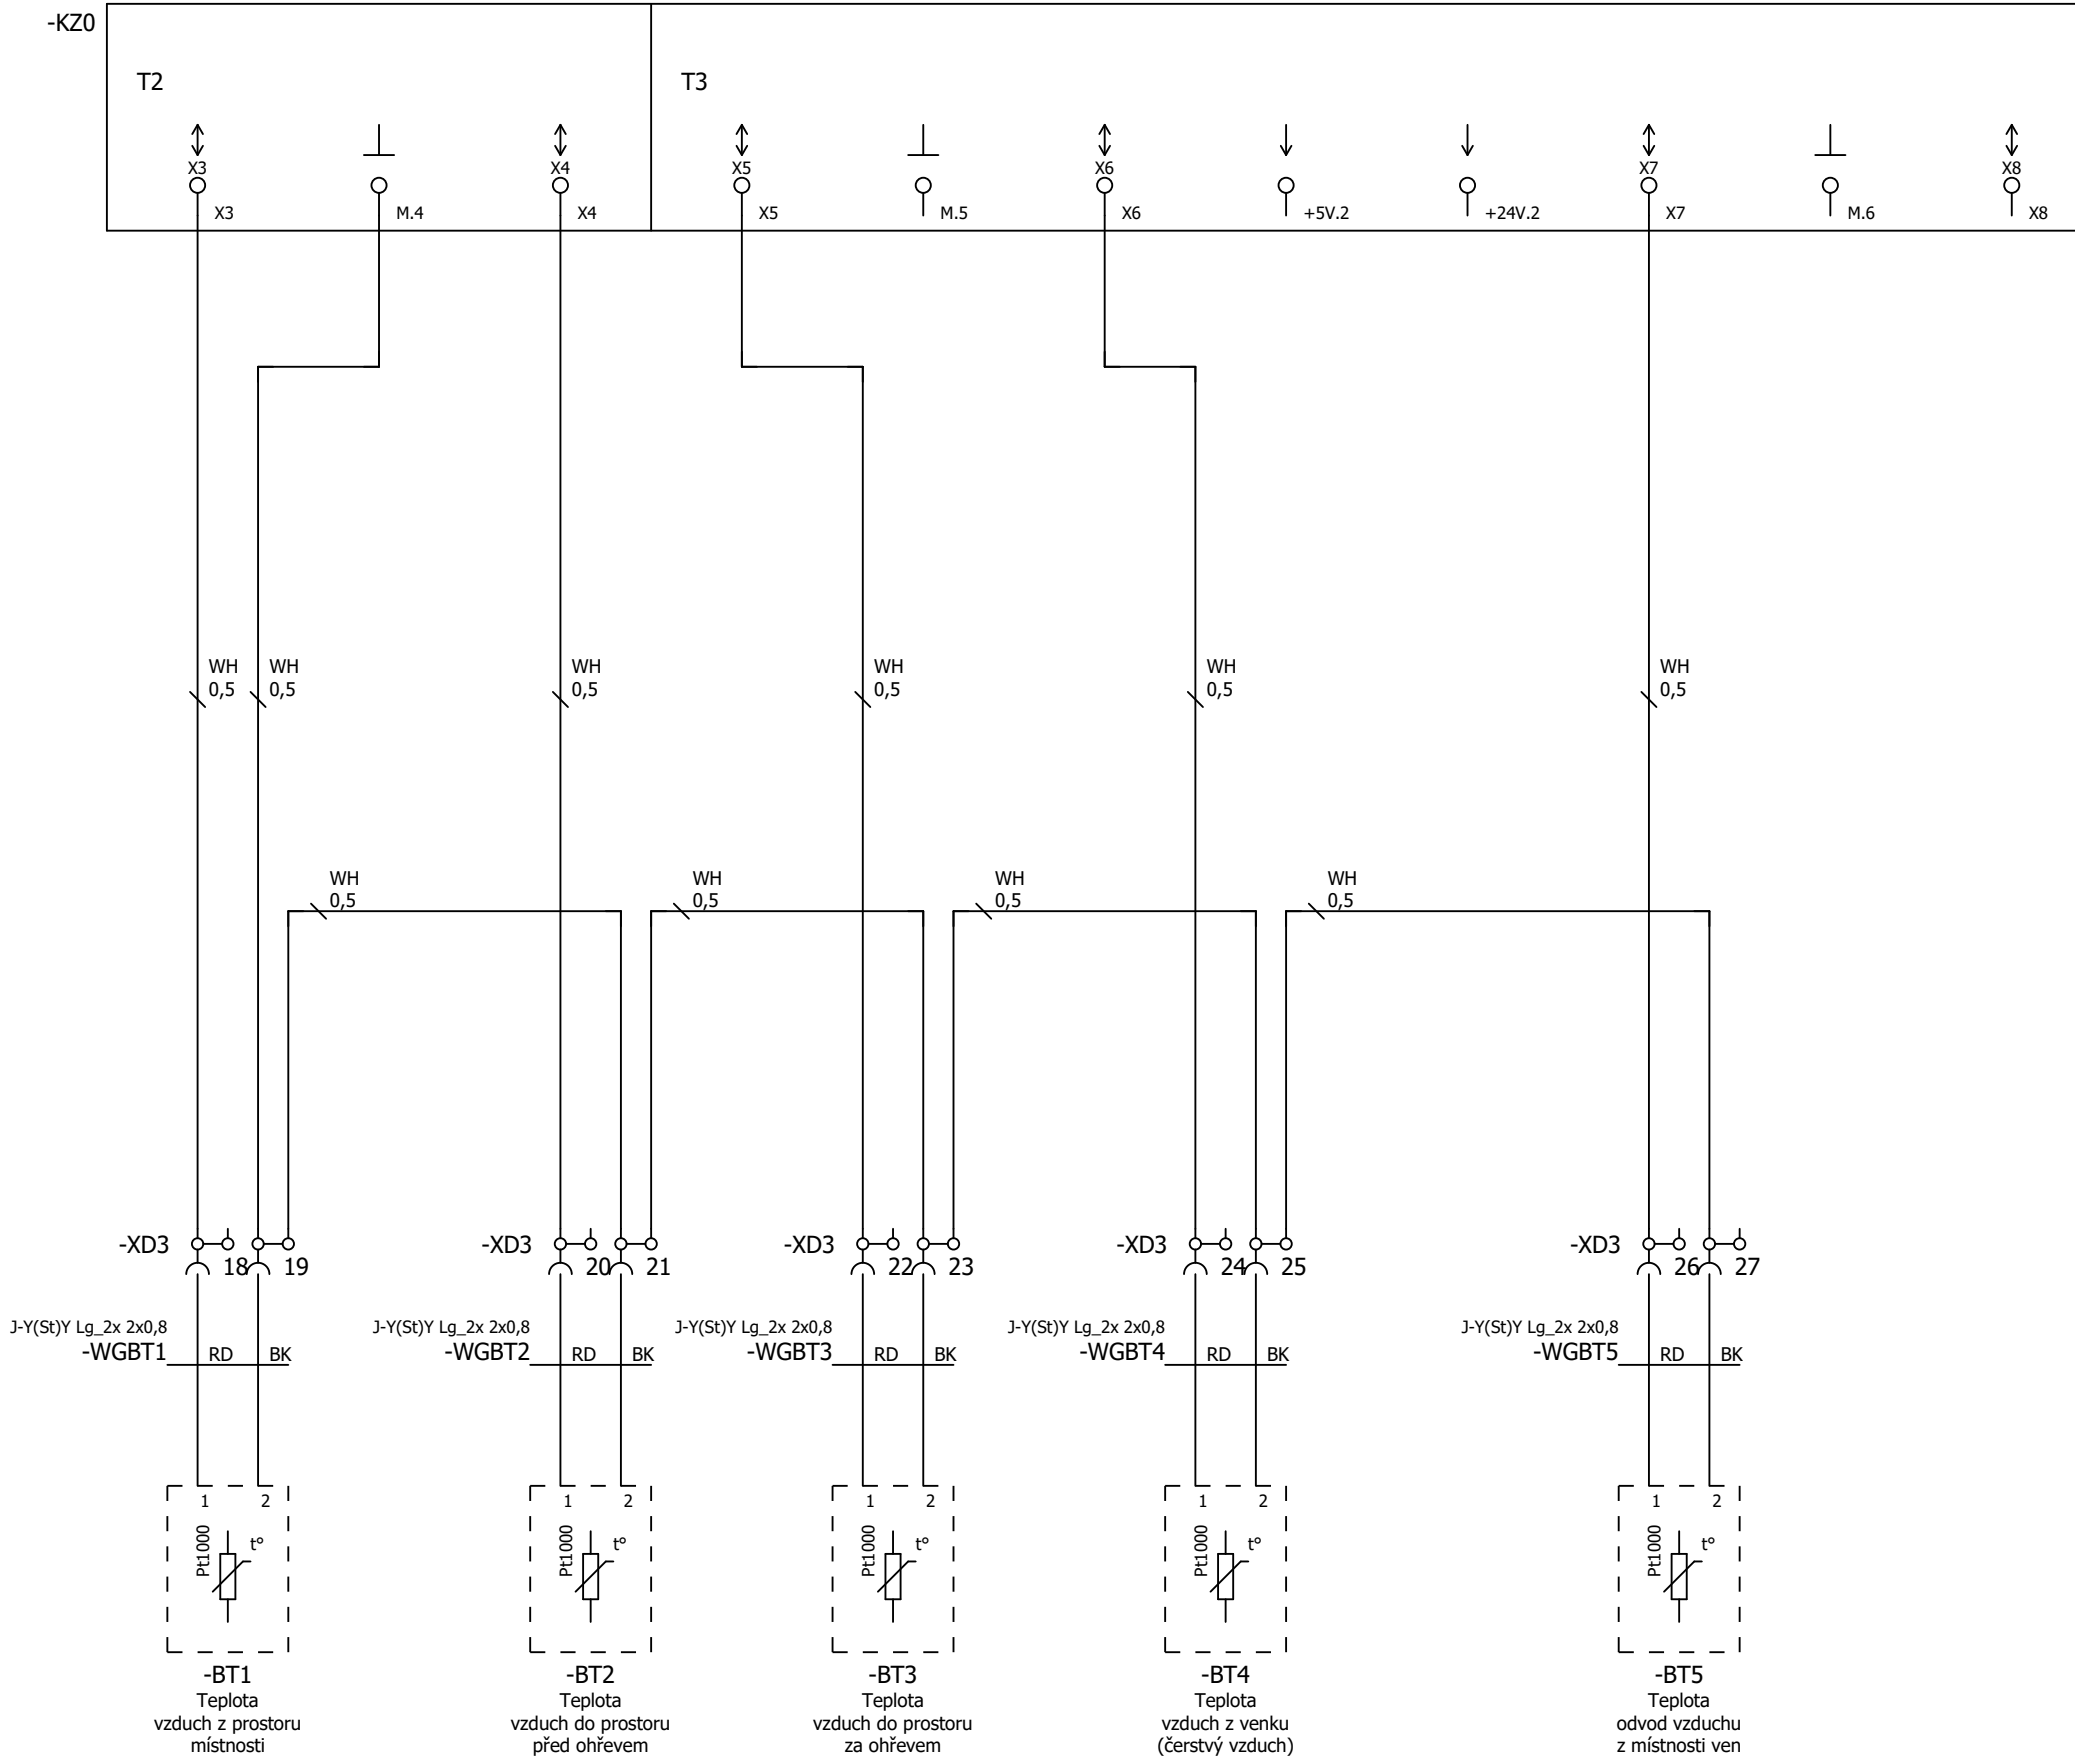 -KZ0
T2
T3
X3
X4
X5
X6
X7
X8
X3
M.4
X4
X5
M.5
X6
+5V.2
+24V.2
X7
M.6
X8
WH
0,5
WH
0,5
WH
0,5
WH
0,5
WH
0,5
WH
0,5
WH
0,5
WH
0,5
WH
0,5
WH
0,5
-XD3
18
19
-XD3
20
21
-XD3
22
23
-XD3
24
25
-XD3
26
27
J-Y(St)Y Lg_2x 2x0,8
-WGBT1
RD
BK
J-Y(St)Y Lg_2x 2x0,8
-WGBT2
RD
BK
J-Y(St)Y Lg_2x 2x0,8
-WGBT3
RD
BK
J-Y(St)Y Lg_2x 2x0,8
-WGBT4
RD
BK
J-Y(St)Y Lg_2x 2x0,8
-WGBT5
RD
BK
1
2
Pt1000
t°
-BT1
Teplota
vzduch z prostoru
místnosti
1
2
Pt1000
t°
-BT2
Teplota
vzduch do prostoru
před ohřevem
1
2
Pt1000
t°
-BT3
Teplota
vzduch do prostoru
za ohřevem
1
2
Pt1000
t°
-BT4
Teplota
vzduch z venku
(čerstvý vzduch)
1
2
Pt1000
t°
-BT5
Teplota
odvod vzduchu
z místnosti ven